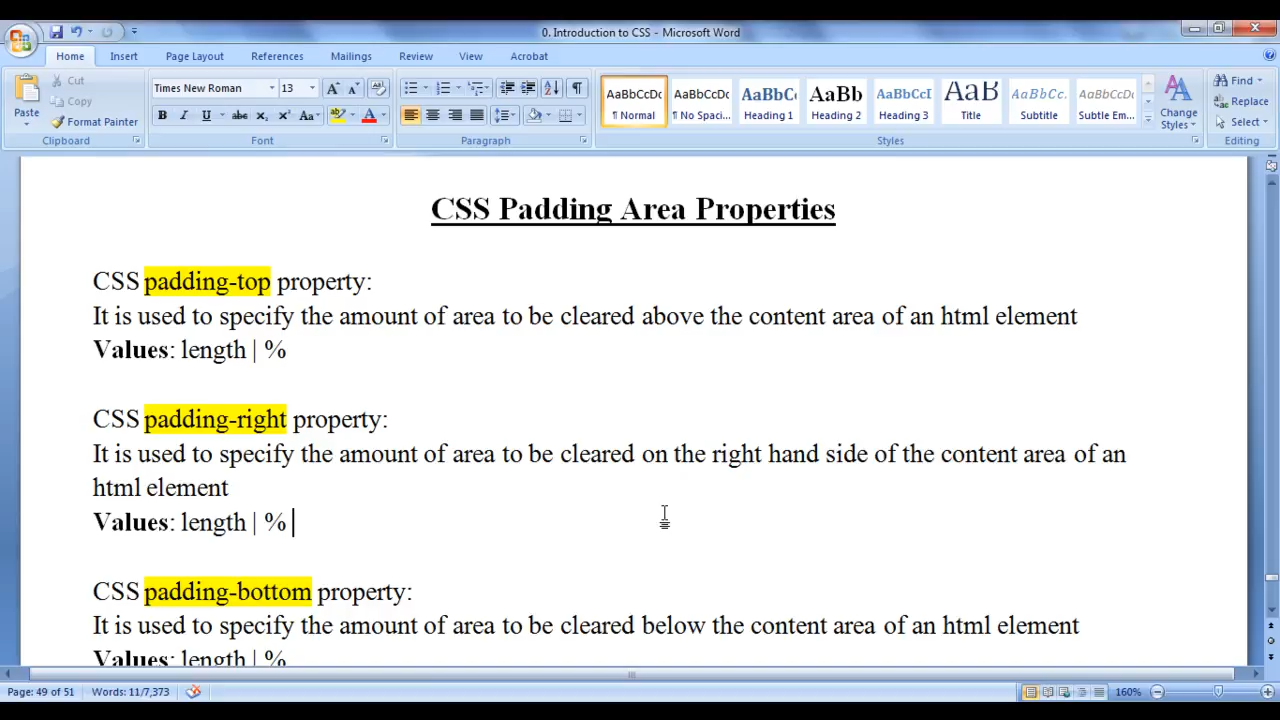 0. Introduction to CSS - Microsoft Word
Home Insert Page Layout References Mailings Review View Acrobat
Paste
Cut
Copy
Format Painter
Clipboard
Times New Roman 13
Font
Paragraph
AaBbCcDc AaBbCcDc AaBbC AaBb AaBbCcI AaB AaBbCc. AaBbCcDc
¶ Normal ¶ No Spaci... Heading 1 Heading 2 Heading 3 Title Subtitle Subtle Em...
Change Styles
Styles
Find
Replace
Select
Editing
CSS Padding Area Properties
CSS padding-top property:
It is used to specify the amount of area to be cleared above the content area of an html element
Values: length | %
CSS padding-right property:
It is used to specify the amount of area to be cleared on the right hand side of the content area of an
html element
Values: length | %
CSS padding-bottom property:
It is used to specify the amount of area to be cleared below the content area of an html element
Values: length | %
Page: 49 of 51 Words: 11/7,373 160%